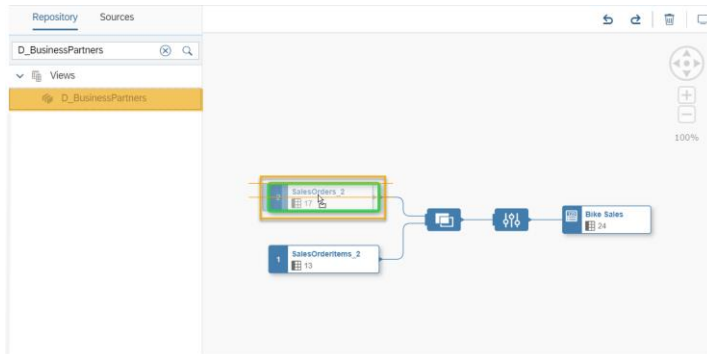 Repository Sources
D_BusinessPartners
Views
D_BusinessPartners
100%
2 SalesOrders_2
17
1 SalesOrderItems_2
13
Bike Sales
24